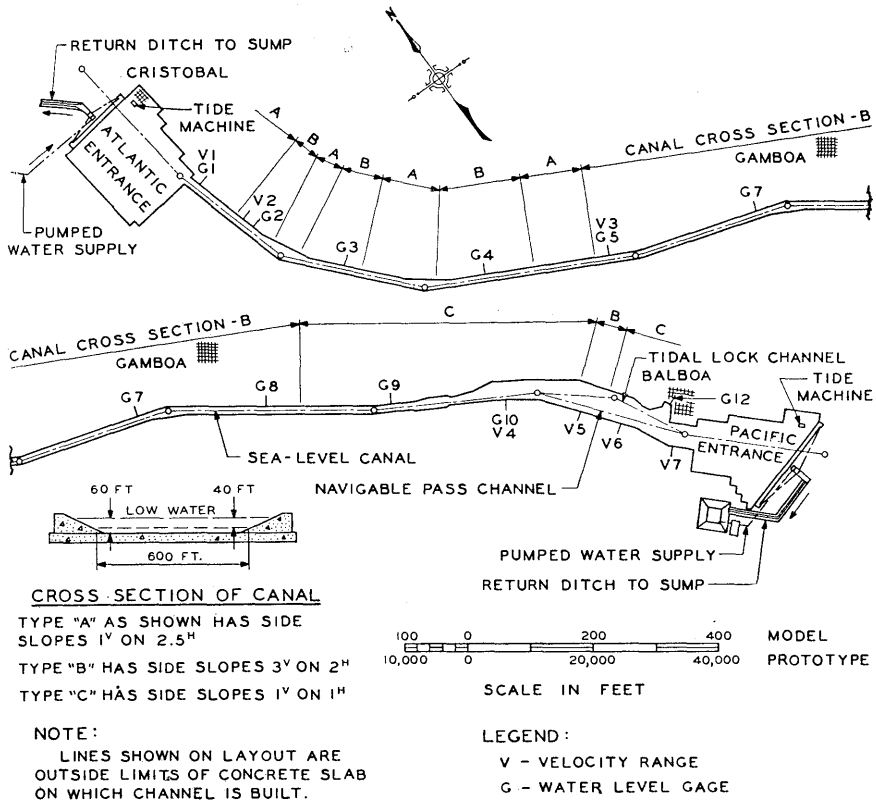 N
RETURN DITCH TO SUMP
CRISTOBAL
TIDE
MACHINE
ATLANTIC
ENTRANCE
PUMPED
WATER SUPPLY
V1
G1
V2
G2
A
B
A
B
A
B
A
CANAL CROSS SECTION-B
GAMBOA
G3
G4
V3
G5
G7
CANAL CROSS SECTION-B
GAMBOA
C
B
C
TIDAL LOCK CHANNEL
BALBOA
G12
TIDE
MACHINE
G7
G8
G9
G10
V4
V5
V6
V7
PACIFIC
ENTRANCE
SEA-LEVEL CANAL
NAVIGABLE PASS CHANNEL
PUMPED WATER SUPPLY
RETURN DITCH TO SUMP
60 FT
40 FT
LOW WATER
600 FT.
CROSS SECTION OF CANAL
TYPE "A" AS SHOWN HAS SIDE
SLOPES 1V ON 2.5H
TYPE "B" HAS SIDE SLOPES 3V ON 2H
TYPE "C" HAS SIDE SLOPES 1V ON 1H
100 0 200 400 MODEL
10,000 0 20,000 40,000 PROTOTYPE
SCALE IN FEET
NOTE:
LINES SHOWN ON LAYOUT ARE
OUTSIDE LIMITS OF CONCRETE SLAB
ON WHICH CHANNEL IS BUILT.
LEGEND:
V - VELOCITY RANGE
G - WATER LEVEL GAGE